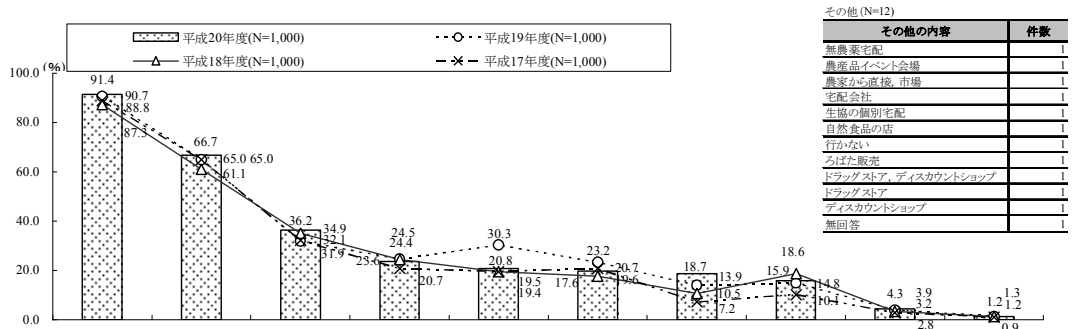 その他(N=12)
その他の内容 件数
無農薬宅配 1
農産品イベント会場 1
農家から直接, 市場 1
宅配会社 1
生協の個別宅配 1
自然食品の店 1
行かない 1
ろばた販売 1
ドラッグストア, ディスカウントショップ 1
ドラッグストア 1
ディスカウントショップ 1
無回答 1
平成20年度(N=1,000) 平成19年度(N=1,000)
平成18年度(N=1,000) 平成17年度(N=1,000)
(%)
100.0
80.0
60.0
40.0
20.0
0.0
91.4
90.7
88.8
87.3
66.7
65.0 65.0
61.1
36.2
34.9
32.1
31.9
24.5
24.4
23.6
20.7
30.3
20.8
19.5
19.4
23.2
20.7
19.6
17.6
18.7
13.9
10.5
7.2
18.6
15.9
14.8
10.1
4.3
3.9
3.2
2.8
1.3
1.2
1.2
0.9